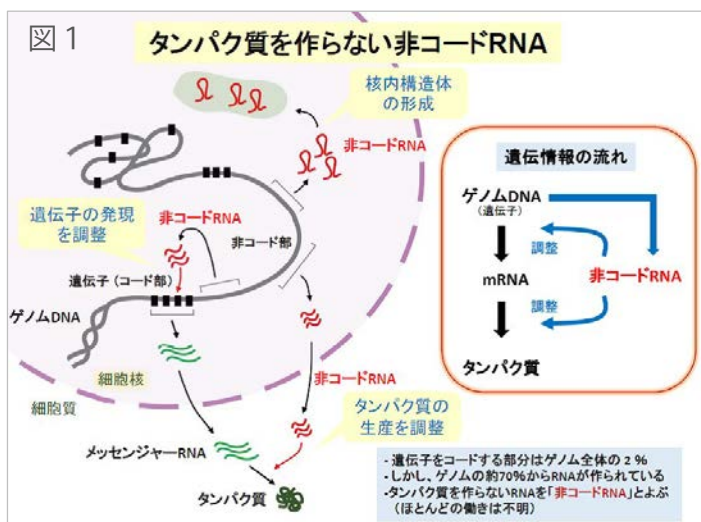 図1
タンパク質を作らない非コードRNA
核内構造体
の形成
非コードRNA
遺伝子の発現
を調整
非コードRNA
非コード部
遺伝子(コード部)
ゲノムDNA
細胞核
細胞質
非コードRNA
タンパク質の
生産を調整
メッセンジャーRNA
タンパク質
遺伝情報の流れ
ゲノムDNA
(遺伝子)
調整
mRNA
非コードRNA
調整
タンパク質
- 遺伝子をコードする部分はゲノム全体の2%
-しかし、ゲノムの約70%からRNAが作られている
-タンパク質を作らないRNAを「非コードRNA」とよぶ
(ほとんどの働きは不明)